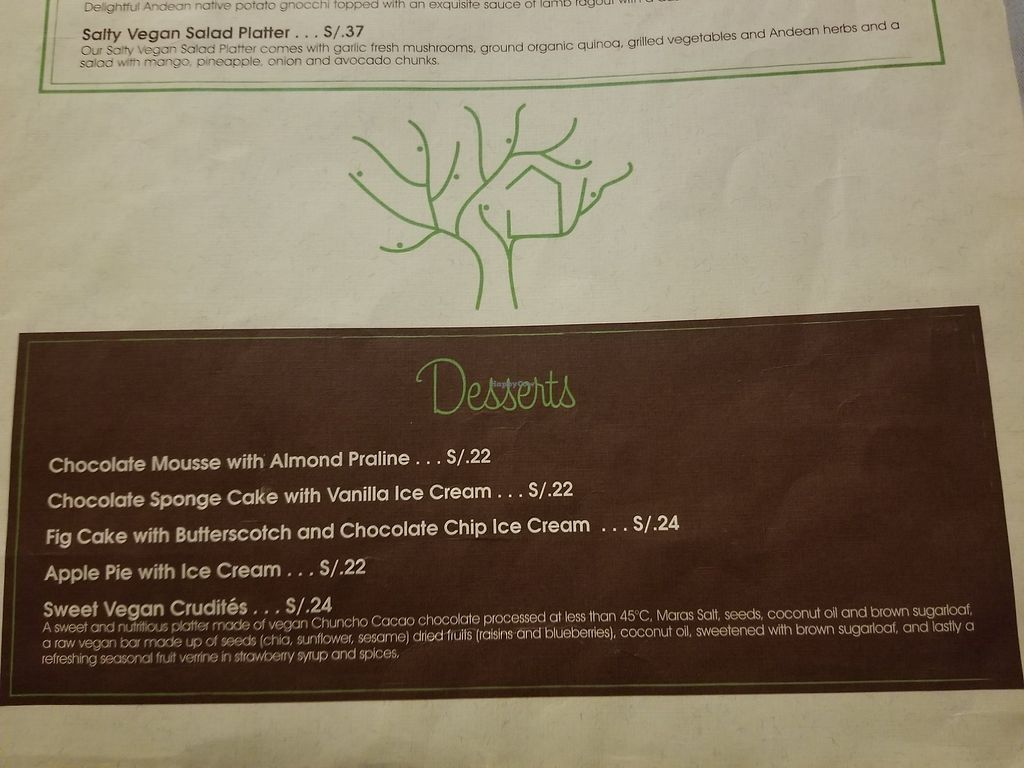 Delightful Andean native potato gnocchi topped with an exquisite sauce of lamb ragout with a
Salty Vegan Salad Platter . . . S/.37
Our Salty Vegan Salad Platter comes with garlic fresh mushrooms, ground organic quinoa, grilled vegetables and Andean herbs and a
salad with mango, pineapple, onion and avocado chunks.
Desserts
HappyCow
Chocolate Mousse with Almond Praline . . . S/.22
Chocolate Sponge Cake with Vanilla Ice Cream . . . S/.22
Fig Cake with Butterscotch and Chocolate Chip Ice Cream . . . S/.24
Apple Pie with Ice Cream . . . S/.22
Sweet Vegan Crudités . . . S/.24
A sweet and nutritious platter made of vegan Chuncho Cacao chocolate processed at less than 45°C, Maras Salt, seeds, coconut oil and brown sugarloaf,
a raw vegan bar made up of seeds (chia, sunflower, sesame) dried fruits (raisins and blueberries), coconut oil, sweetened with brown sugarloaf, and lastly a
refreshing seasonal fruit verrine in strawberry syrup and spices.